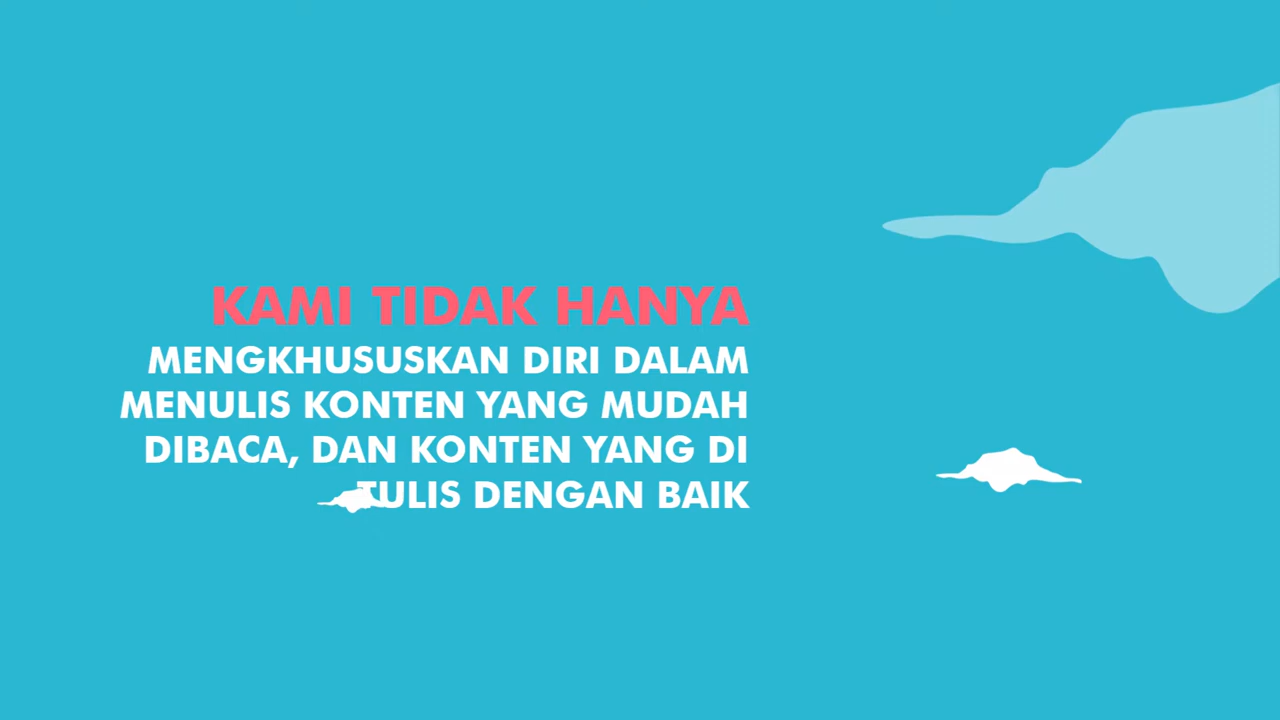 KAMI TIDAK HANYA
MENGKHUSUSKAN DIRI DALAM
MENULIS KONTEN YANG MUDAH
DIBACA, DAN KONTEN YANG DI
TULIS DENGAN BAIK